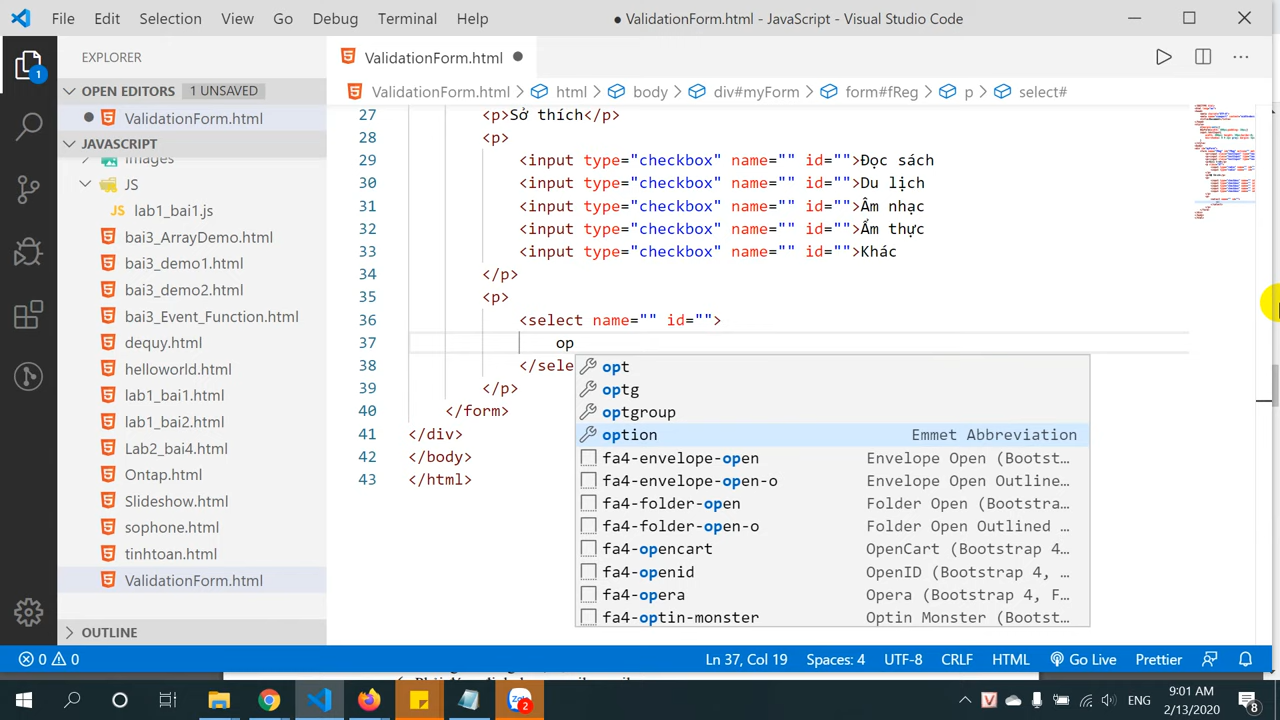 File Edit Selection View Go Debug Terminal Help ● ValidationForm.html - JavaScript - Visual Studio Code
EXPLORER
OPEN EDITORS 1 UNSAVED
ValidationForm.html
JAVASCRIPT
images
JS
lab1_bai1.js
bai3_ArrayDemo.html
bai3_demo1.html
bai3_demo2.html
bai3_Event_Function.html
dequy.html
helloworld.html
lab1_bai1.html
lab1_bai2.html
Lab2_bai4.html
Ontap.html
Slideshow.html
sophone.html
tinhtoan.html
ValidationForm.html
OUTLINE
1
ValidationForm.html
ValidationForm.html > html > body > div#myForm > form#fReg > p > select#
27 <p>Sở thích</p>
28 <p>
29 <input type="checkbox" name="" id="">Đọc sách
30 <input type="checkbox" name="" id="">Du lịch
31 <input type="checkbox" name="" id="">Âm nhạc
32 <input type="checkbox" name="" id="">Ẩm thực
33 <input type="checkbox" name="" id="">Khác
34 </p>
35 <p>
36 <select name="" id="">
37 op
38 </sele
39 </p>
40 </form>
41 </div>
42 </body>
43 </html>
opt
optg
optgroup
option Emmet Abbreviation
fa4-envelope-open Envelope Open (Bootst…
fa4-envelope-open-o Envelope Open Outline…
fa4-folder-open Folder Open (Bootstra…
fa4-folder-open-o Folder Open Outlined …
fa4-opencart OpenCart (Bootstrap 4…
fa4-openid OpenID (Bootstrap 4, …
fa4-opera Opera (Bootstrap 4, F…
fa4-optin-monster Optin Monster (Bootst…
0 0 Ln 37, Col 19 Spaces: 4 UTF-8 CRLF HTML Go Live Prettier
2 ENG 9:01 AM
2/13/2020 8